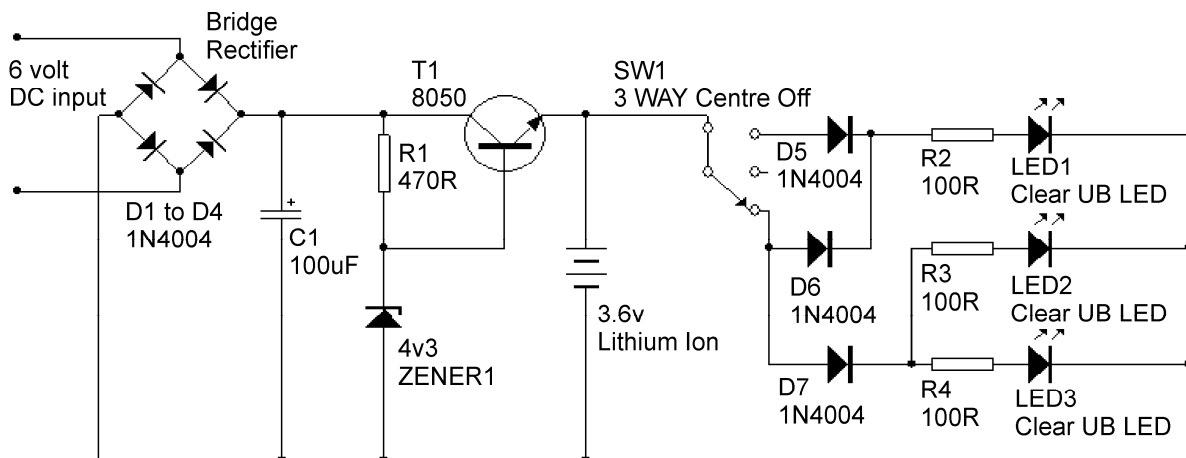 Bridge
Rectifier
6 volt
DC input
D1 to D4
1N4004
C1
100uF
+
T1
8050
R1
470R
4v3
ZENER1
3.6v
Lithium Ion
SW1
3 WAY Centre Off
D5
1N4004
D6
1N4004
D7
1N4004
R2
100R
LED1
Clear UB LED
R3
100R
LED2
Clear UB LED
R4
100R
LED3
Clear UB LED